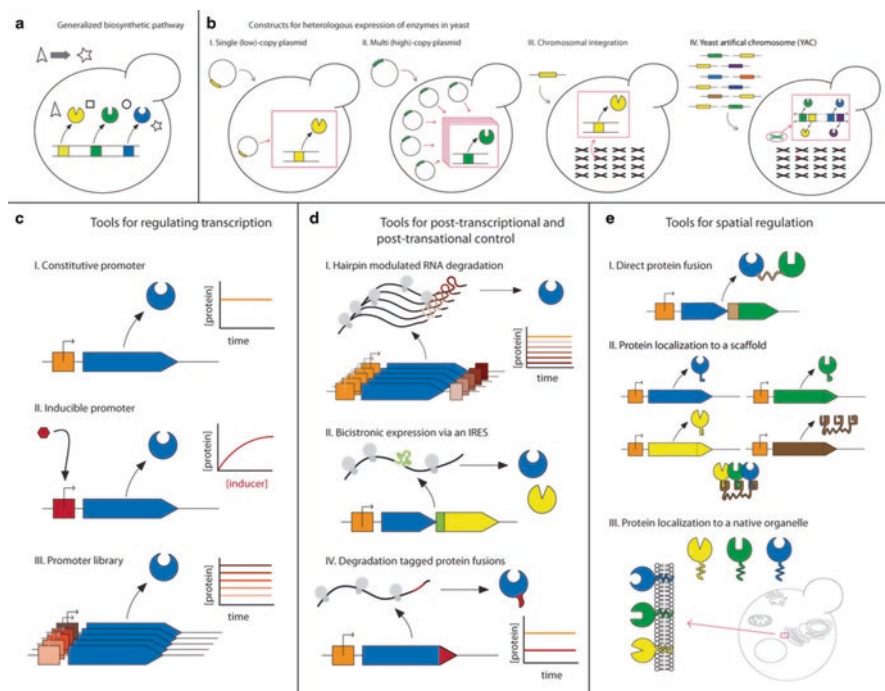 a
Generalized biosynthetic pathway
b
Constructs for heterologous expression of enzymes in yeast
I. Single (low)-copy plasmid
II. Multi (high)-copy plasmid
III. Chromosomal integration
IV. Yeast artifical chromosome (YAC)
c
Tools for regulating transcription
I. Constitutive promoter
[protein]
time
II. Inducible promoter
[protein]
[inducer]
III. Promoter library
[protein]
time
d
Tools for post-transcriptional and
post-transational control
I. Hairpin modulated RNA degradation
[protein]
time
II. Bicistronic expression via an IRES
IV. Degradation tagged protein fusions
[protein]
time
e
Tools for spatial regulation
I. Direct protein fusion
II. Protein localization to a scaffold
III. Protein localization to a native organelle